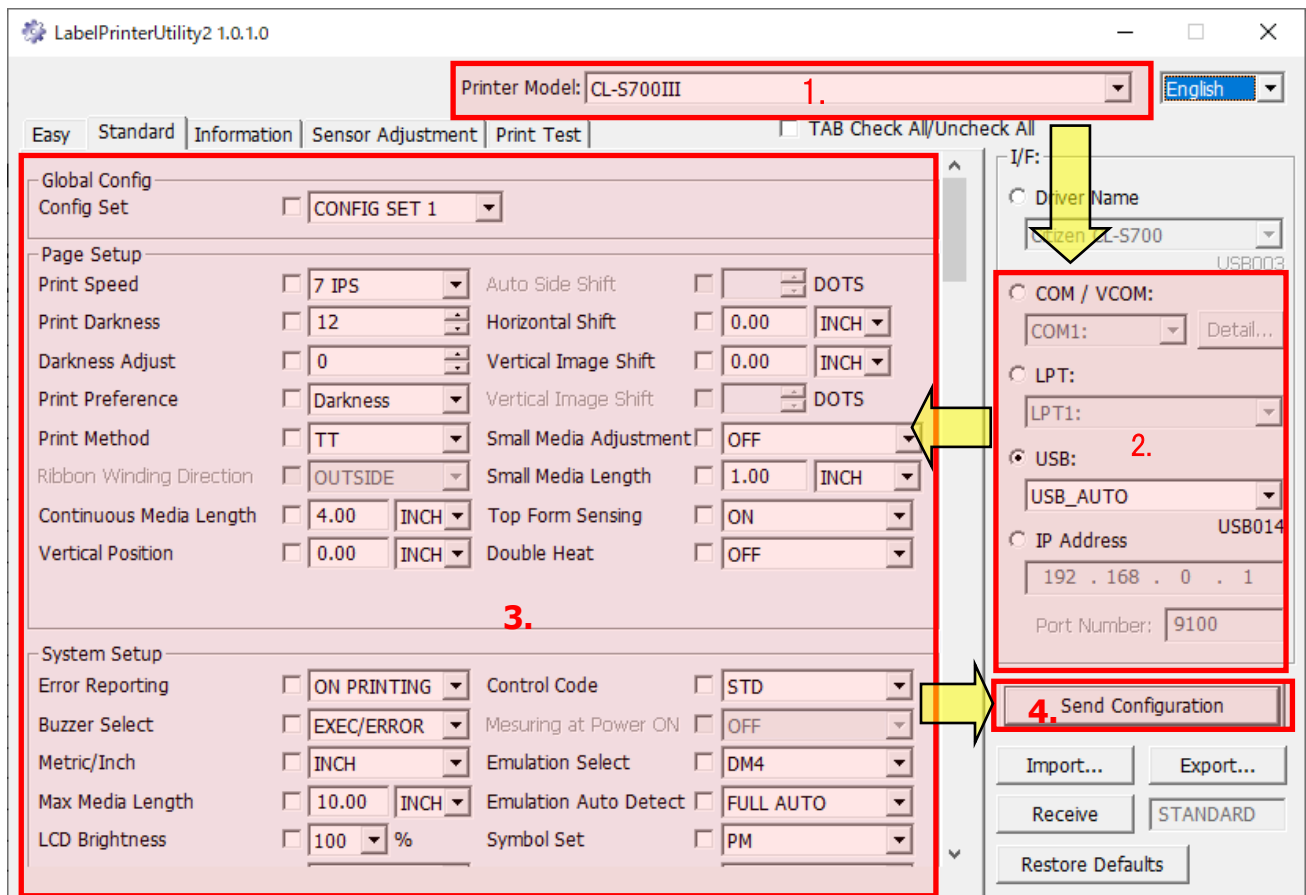 LabelPrinterUtility2 1.0.1.0
Printer Model: CL-S700III 1. English
Easy Standard Information Sensor Adjustment Print Test TAB Check All/Uncheck All
Global Config
Config Set CONFIG SET 1
Page Setup
Print Speed 7 IPS Auto Side Shift DOTS
Print Darkness 12 Horizontal Shift 0.00 INCH
Darkness Adjust 0 Vertical Image Shift 0.00 INCH
Print Preference Darkness Vertical Image Shift DOTS
Print Method TT Small Media Adjustment OFF
Ribbon Winding Direction OUTSIDE Small Media Length 1.00 INCH
Continuous Media Length 4.00 INCH Top Form Sensing ON
Vertical Position 0.00 INCH Double Heat OFF
3.
System Setup
Error Reporting ON PRINTING Control Code STD
Buzzer Select EXEC/ERROR Mesuring at Power ON OFF
Metric/Inch INCH Emulation Select DM4
Max Media Length 10.00 INCH Emulation Auto Detect FULL AUTO
LCD Brightness 100 % Symbol Set PM
I/F:
Driver Name
Citizen CL-S700
USB003
COM / VCOM:
COM1: Detail...
LPT:
LPT1:
2.
USB:
USB_AUTO
USB014
IP Address
192 . 168 . 0 . 1
Port Number: 9100
4. Send Configuration
Import... Export...
Receive STANDARD
Restore Defaults